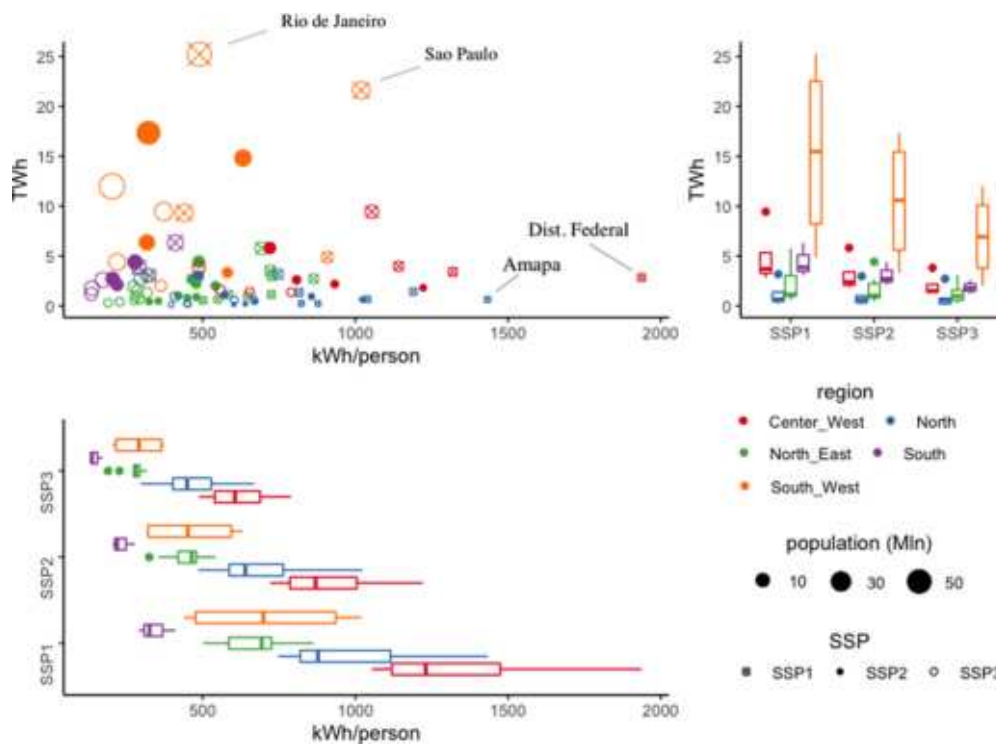 Rio de Janeiro
Sao Paulo
Dist. Federal
Amapa
TWh
25
20
15
10
5
0
500
1000
1500
2000
kWh/person
TWh
25
20
15
10
5
0
SSP1
SSP2
SSP3
SSP3
SSP2
SSP1
500
1000
1500
2000
kWh/person
region
Center_West
North
North_East
South
South_West
population (Mln)
10
30
50
SSP
SSP1
SSP2
SSP3